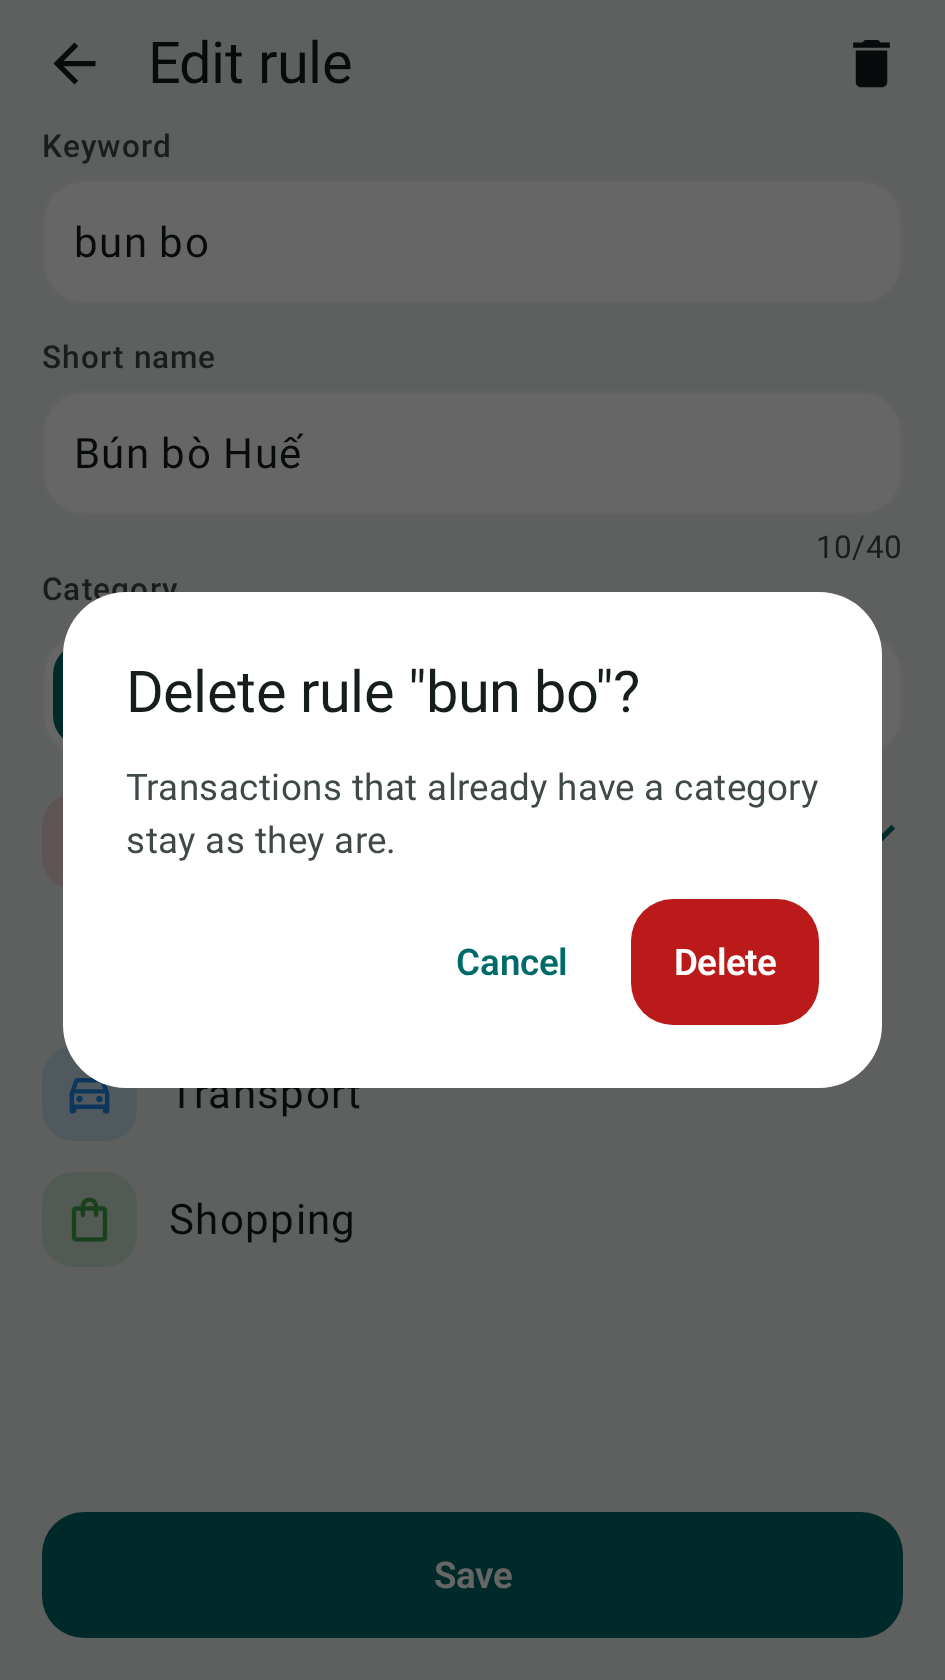 Edit rule
Keyword
bun bo
Short name
Bún bò Huế
10/40
Category
Delete rule "bun bo"?
Transactions that already have a category
stay as they are.
Cancel
Delete
Transport
Shopping
Save